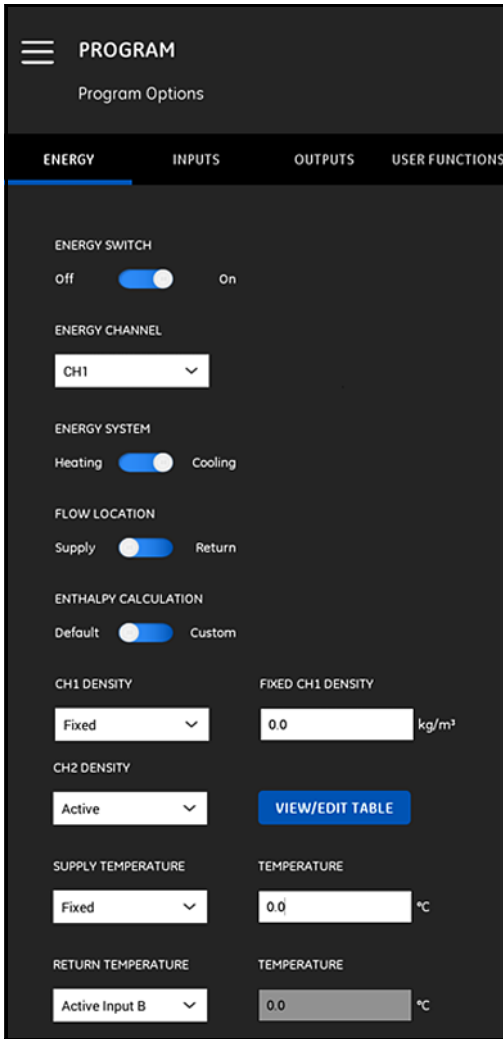 PROGRAM
Program Options
ENERGY INPUTS OUTPUTS USER FUNCTIONS
ENERGY SWITCH
Off On
ENERGY CHANNEL
CH1
ENERGY SYSTEM
Heating Cooling
FLOW LOCATION
Supply Return
ENTHALPY CALCULATION
Default Custom
CH1 DENSITY FIXED CH1 DENSITY
Fixed 0.0 kg/m³
CH2 DENSITY
Active VIEW/EDIT TABLE
SUPPLY TEMPERATURE TEMPERATURE
Fixed 0.0 °C
RETURN TEMPERATURE TEMPERATURE
Active Input B 0.0 °C